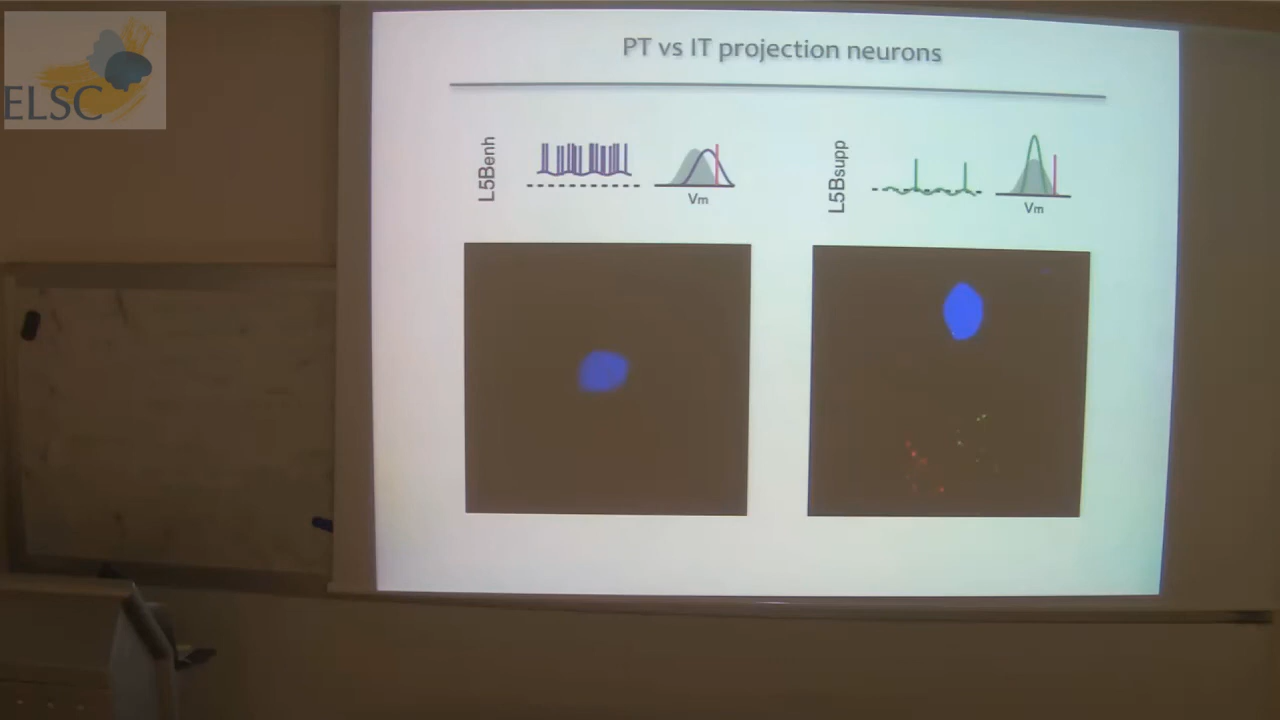 ELSC
PT vs IT projection neurons
L5Benh
Vm
L5Bsupp
Vm